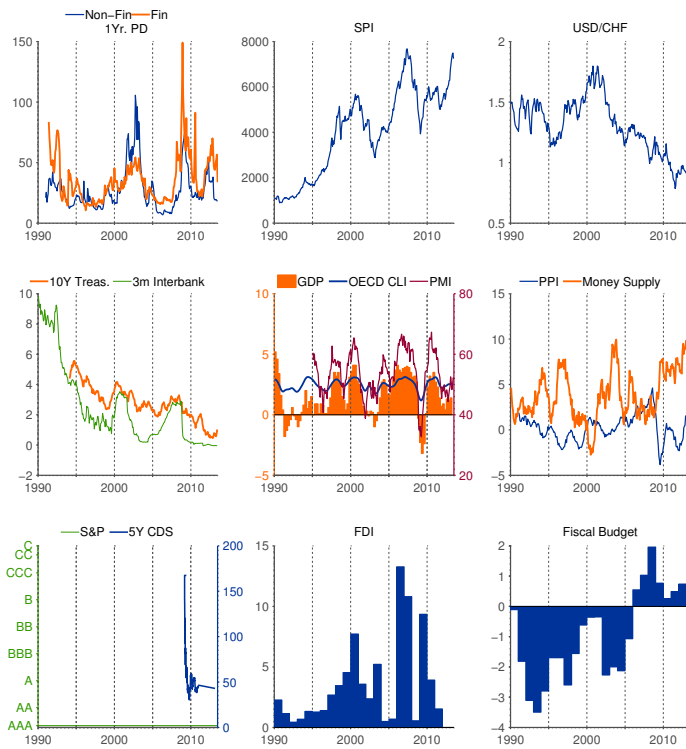 Non-Fin Fin
1Yr. PD
150
100
50
0
1990 2000 2010
SPI
8000
6000
4000
2000
0
1990 2000 2010
USD/CHF
2
1.5
1
0.5
1990 2000 2010
10Y Treas. 3m Interbank
10
8
6
4
2
0
−2
1990 2000 2010
GDP OECD CLI PMI
10 80
5 60
0 40
−5 20
1990 2000 2010
PPI Money Supply
15
10
5
0
−5
1990 2000 2010
S&P 5Y CDS
C 200
CC
CCC
150
B
BB 100
BBB
A 50
AA
AAA 0
1990 2000 2010
FDI
15
10
5
0
1990 2000 2010
Fiscal Budget
2
1
0
−1
−2
−3
−4
1990 2000 2010